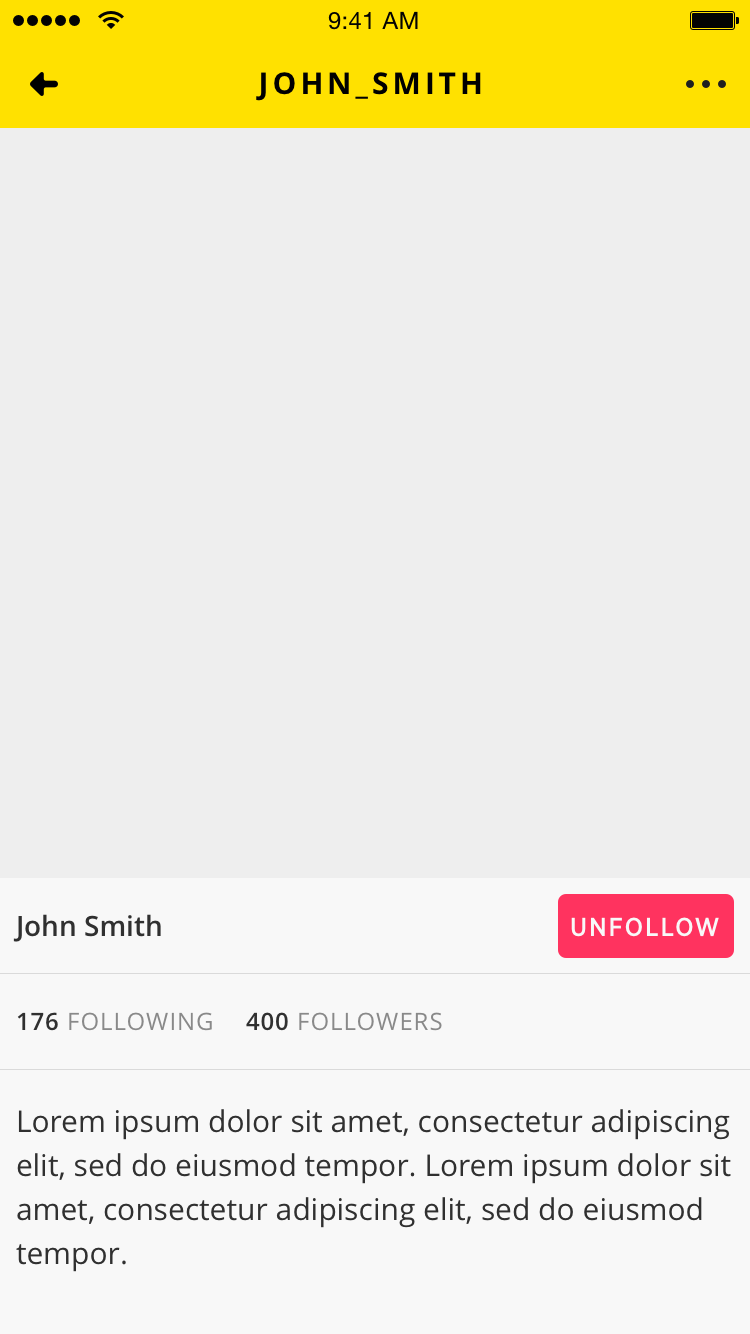 9:41 AM
JOHN_SMITH
John Smith
UNFOLLOW
176 FOLLOWING 400 FOLLOWERS
Lorem ipsum dolor sit amet, consectetur adipiscing
elit, sed do eiusmod tempor. Lorem ipsum dolor sit
amet, consectetur adipiscing elit, sed do eiusmod
tempor.